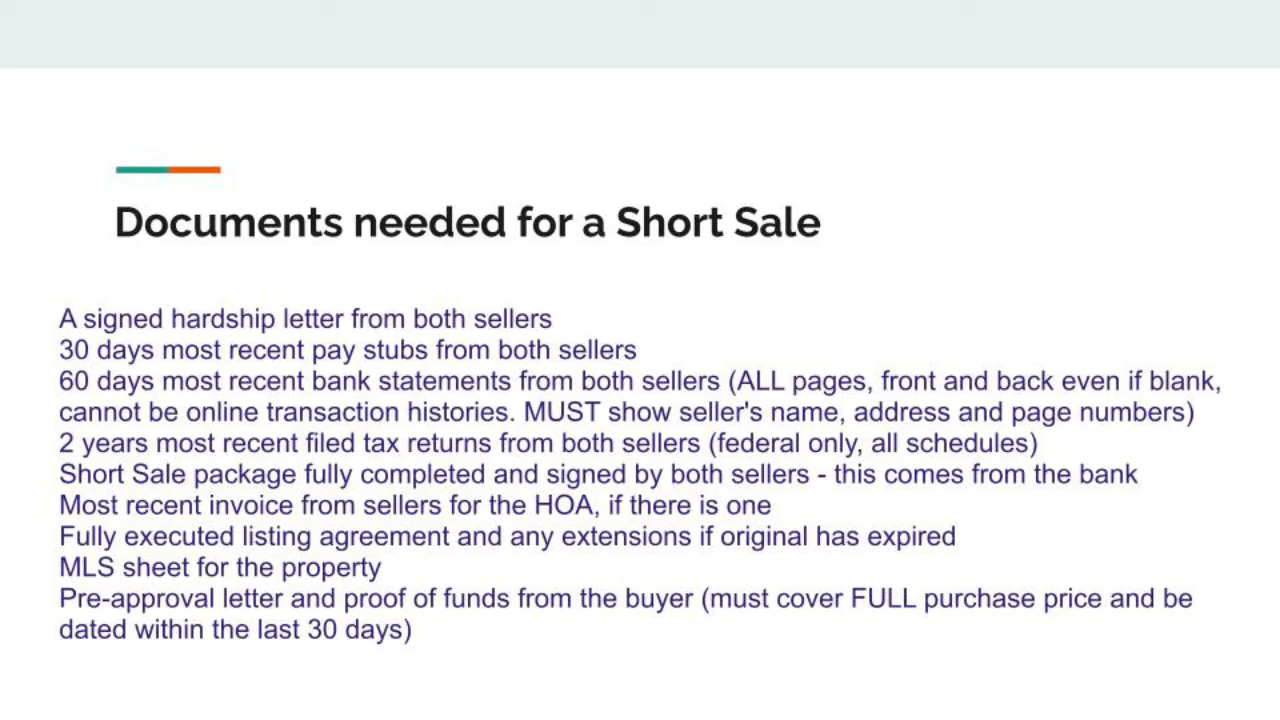 Documents needed for a Short Sale
A signed hardship letter from both sellers
30 days most recent pay stubs from both sellers
60 days most recent bank statements from both sellers (ALL pages, front and back even if blank,
cannot be online transaction histories. MUST show seller's name, address and page numbers)
2 years most recent filed tax returns from both sellers (federal only, all schedules)
Short Sale package fully completed and signed by both sellers - this comes from the bank
Most recent invoice from sellers for the HOA, if there is one
Fully executed listing agreement and any extensions if original has expired
MLS sheet for the property
Pre-approval letter and proof of funds from the buyer (must cover FULL purchase price and be
dated within the last 30 days)